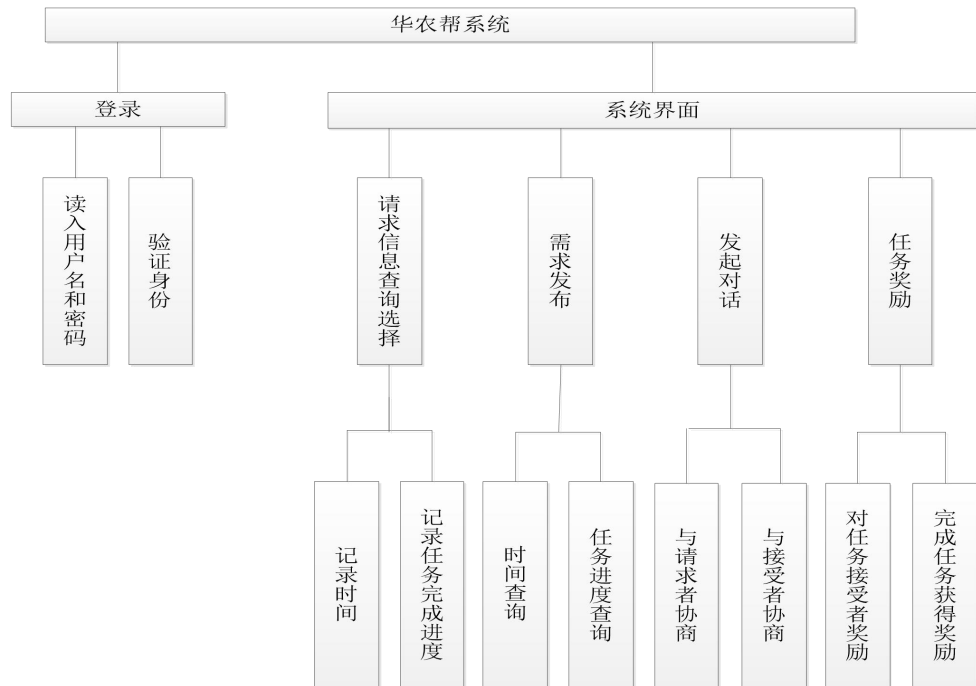 华农帮系统
登录
系统界面
读入用户名和密码
验证身份
请求信息查询选择
需求发布
发起对话
任务奖励
记录时间
记录任务完成进度
时间查询
任务进度查询
与请求者协商
与接受者协商
对任务接受者奖励
完成任务获得奖励